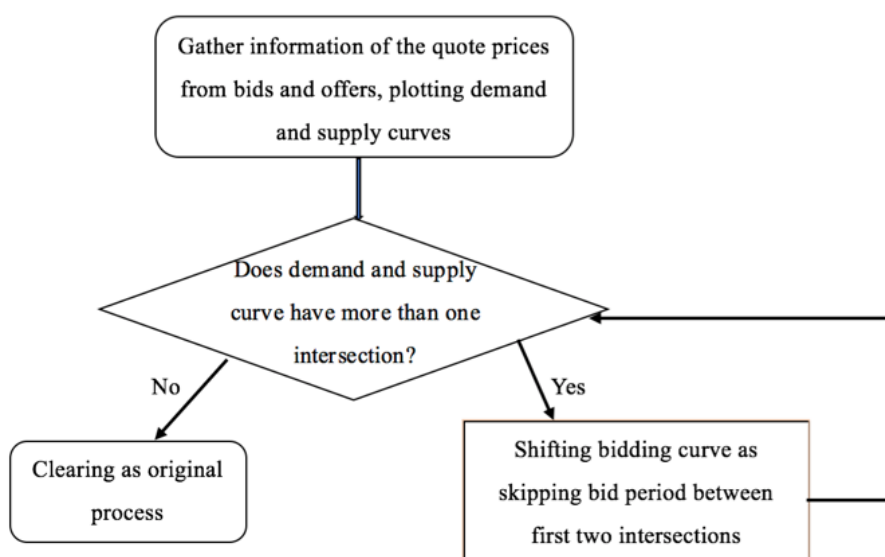 Gather information of the quote prices
from bids and offers, plotting demand
and supply curves
Does demand and supply
curve have more than one
intersection?
No
Yes
Clearing as original
process
Shifting bidding curve as
skipping bid period between
first two intersections